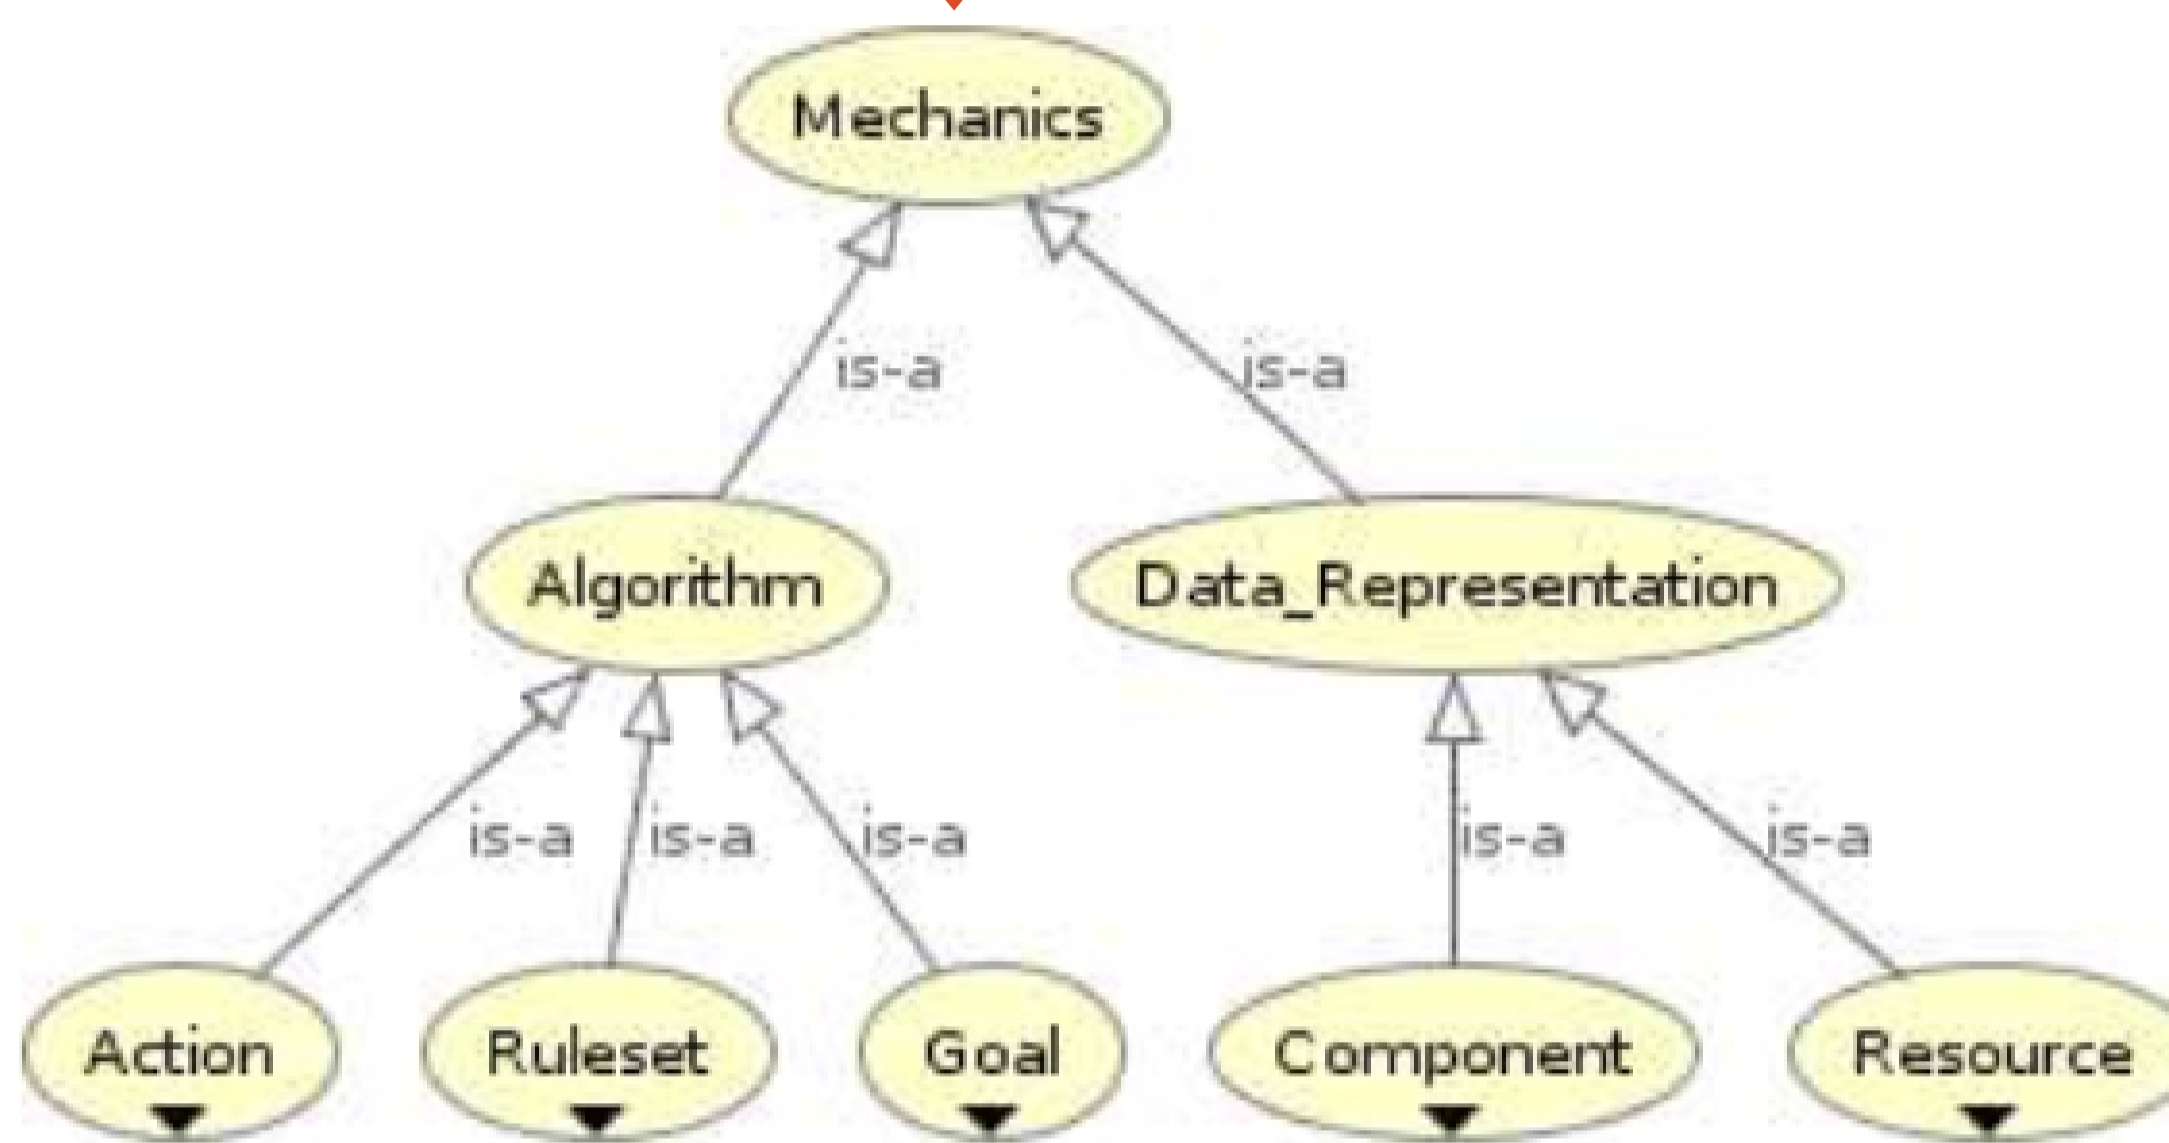 Mechanics
is-a is-a
Algorithm Data_Representation
is-a is-a is-a is-a is-a
Action Ruleset Goal Component Resource